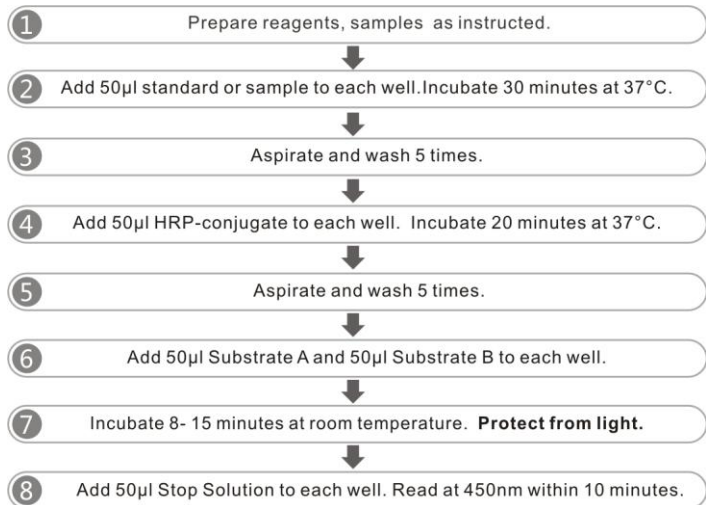 1 Prepare reagents, samples as instructed.
2 Add 50µl standard or sample to each well.Incubate 30 minutes at 37°C.
3 Aspirate and wash 5 times.
4 Add 50µl HRP-conjugate to each well. Incubate 20 minutes at 37°C.
5 Aspirate and wash 5 times.
6 Add 50µl Substrate A and 50µl Substrate B to each well.
7 Incubate 8- 15 minutes at room temperature. Protect from light.
8 Add 50µl Stop Solution to each well. Read at 450nm within 10 minutes.